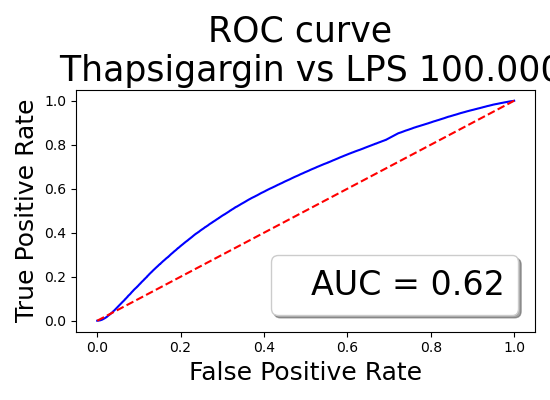 ROC curve
Thapsigargin vs LPS 100.000
True Positive Rate
1.0
0.8
0.6
0.4
0.2
0.0
AUC = 0.62
0.0 0.2 0.4 0.6 0.8 1.0
False Positive Rate